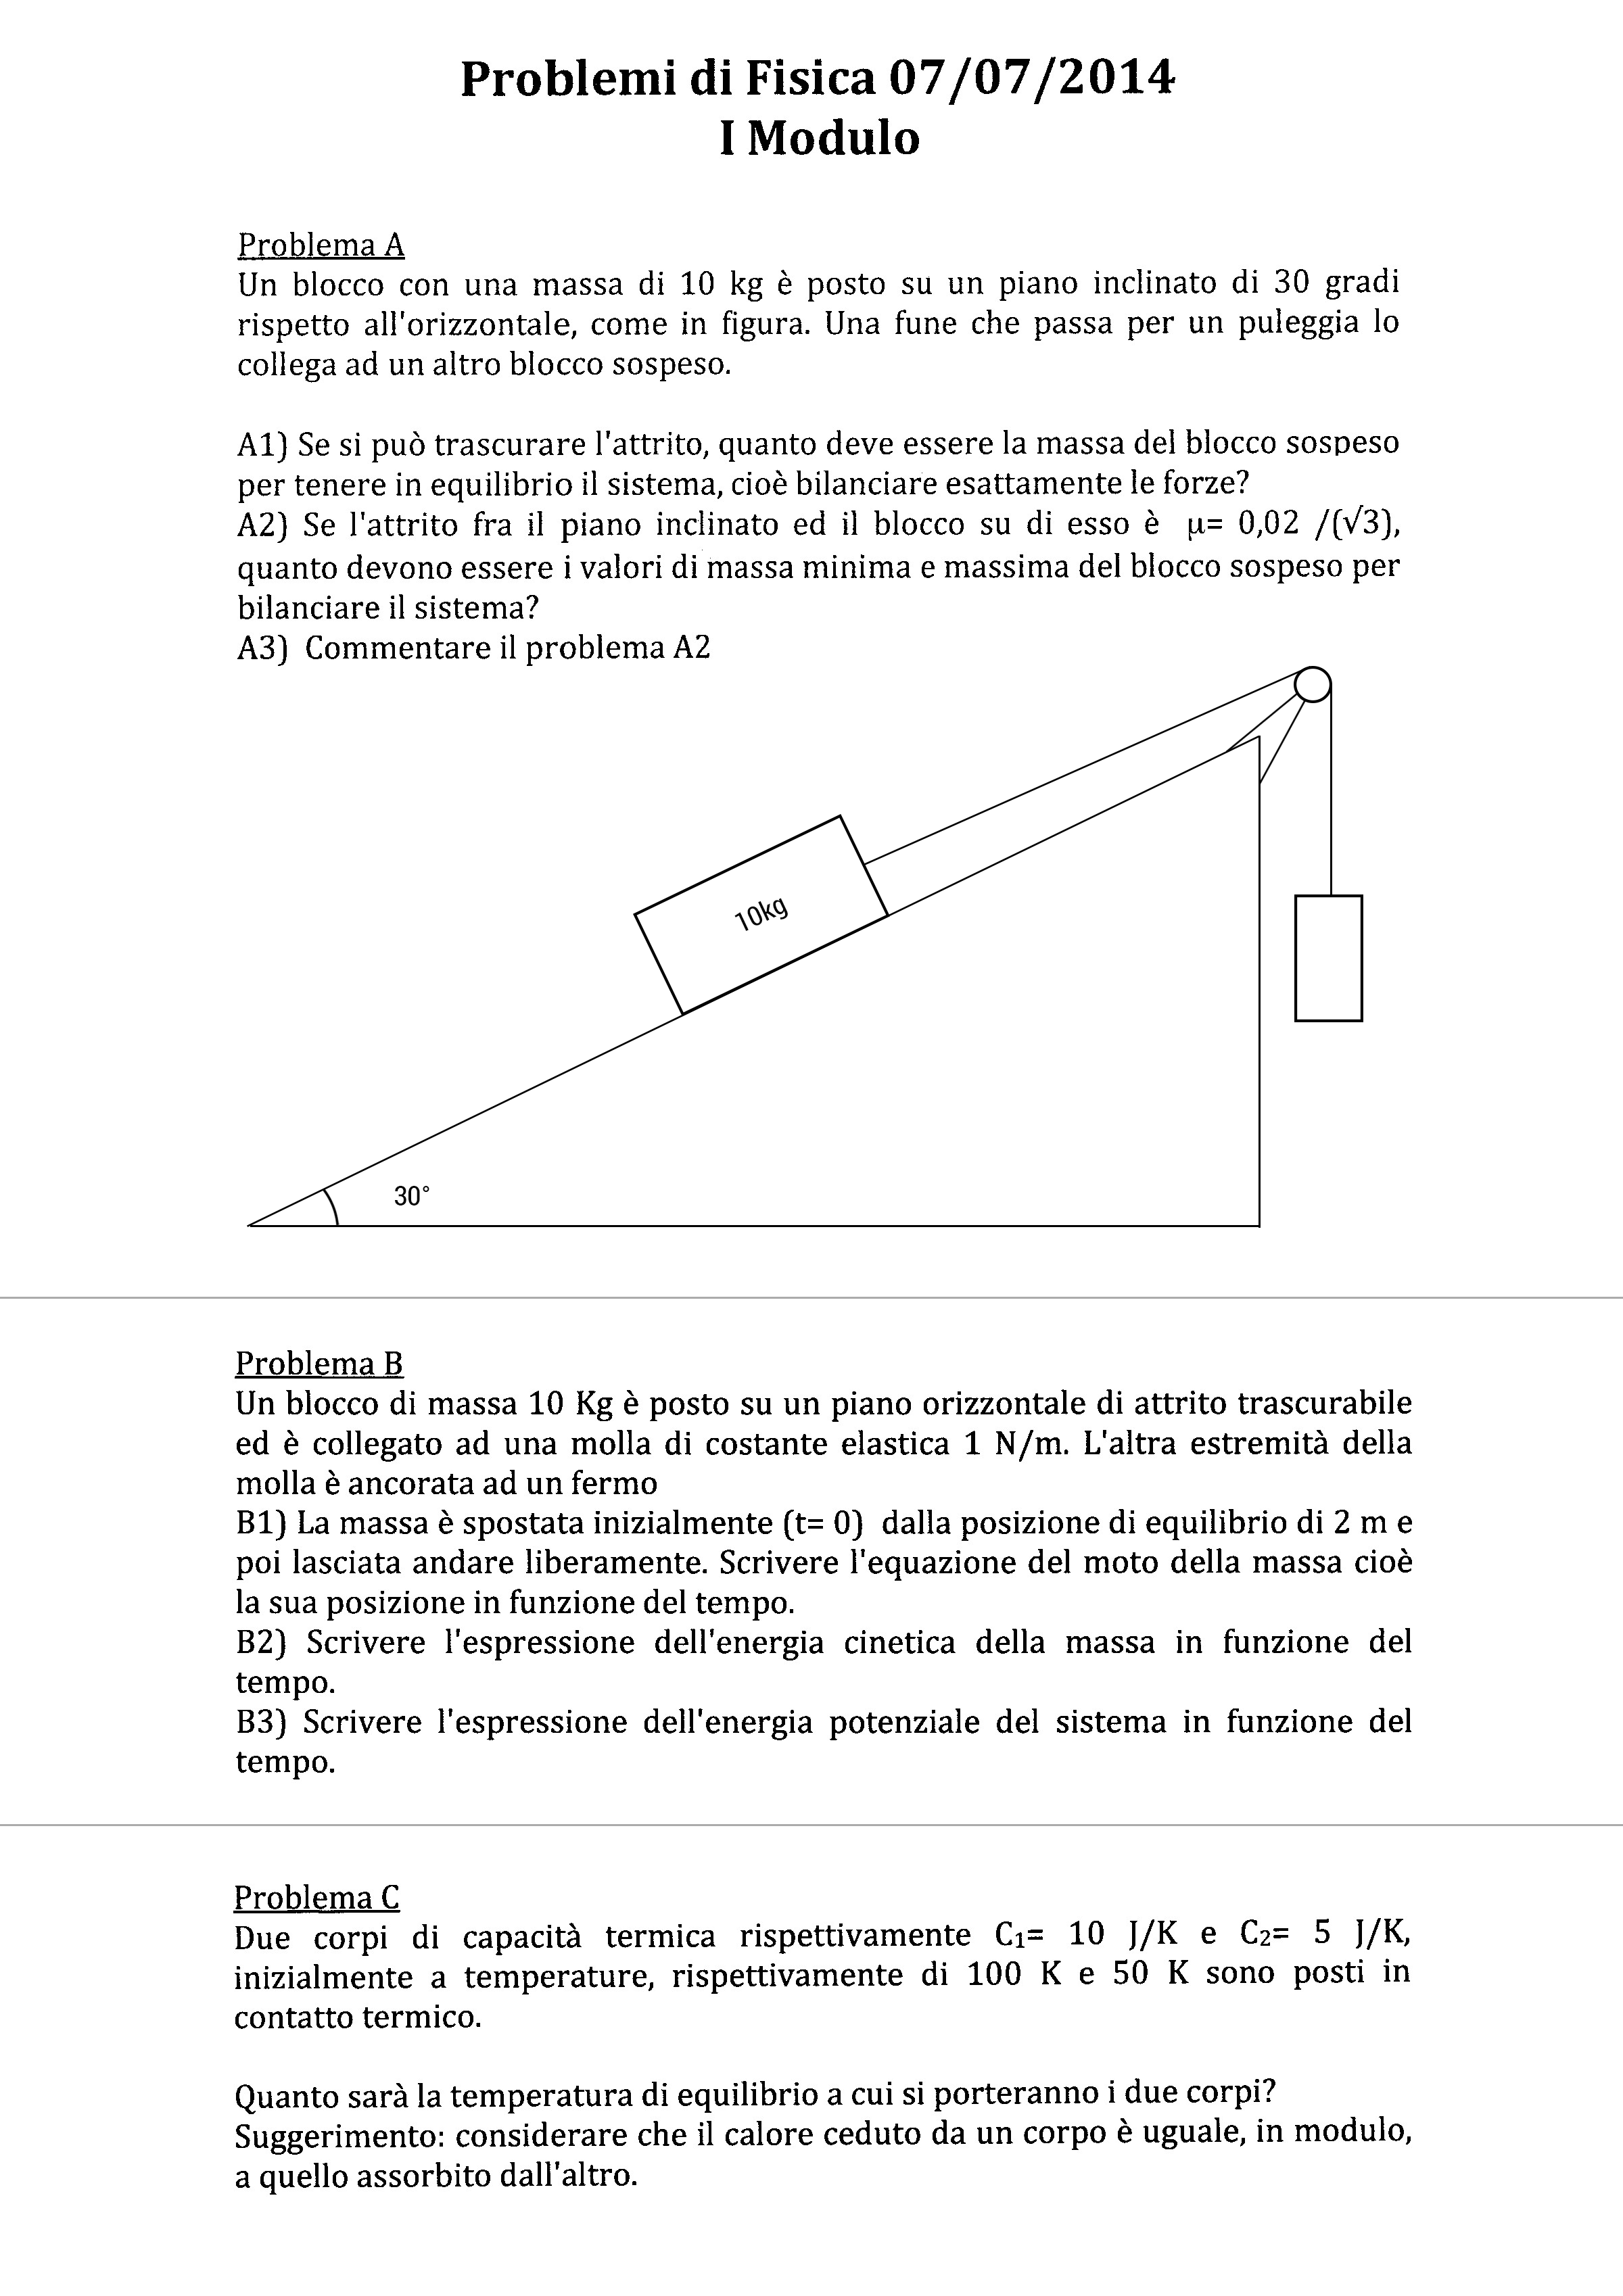 Problemi di Fisica 07/07/2014
I Modulo
Problema A
Un blocco con una massa di 10 kg è posto su un piano inclinato di 30 gradi
rispetto all'orizzontale, come in figura. Una fune che passa per un puleggia lo
collega ad un altro blocco sospeso.
A1) Se si può trascurare l'attrito, quanto deve essere la massa del blocco sospeso
per tenere in equilibrio il sistema, cioè bilanciare esattamente le forze?
A2) Se l'attrito fra il piano inclinato ed il blocco su di esso è μ= 0,02 /(√3),
quanto devono essere i valori di massa minima e massima del blocco sospeso per
bilanciare il sistema?
A3) Commentare il problema A2
10kg
30°
Problema B
Un blocco di massa 10 Kg è posto su un piano orizzontale di attrito trascurabile
ed è collegato ad una molla di costante elastica 1 N/m. L'altra estremità della
molla è ancorata ad un fermo
B1) La massa è spostata inizialmente (t= 0) dalla posizione di equilibrio di 2 m e
poi lasciata andare liberamente. Scrivere l'equazione del moto della massa cioè
la sua posizione in funzione del tempo.
B2) Scrivere l'espressione dell'energia cinetica della massa in funzione del
tempo.
B3) Scrivere l'espressione dell'energia potenziale del sistema in funzione del
tempo.
Problema C
Due corpi di capacità termica rispettivamente C₁= 10 J/K e C₂= 5 J/K,
inizialmente a temperature, rispettivamente di 100 K e 50 K sono posti in
contatto termico.
Quanto sarà la temperatura di equilibrio a cui si porteranno i due corpi?
Suggerimento: considerare che il calore ceduto da un corpo è uguale, in modulo,
a quello assorbito dall'altro.